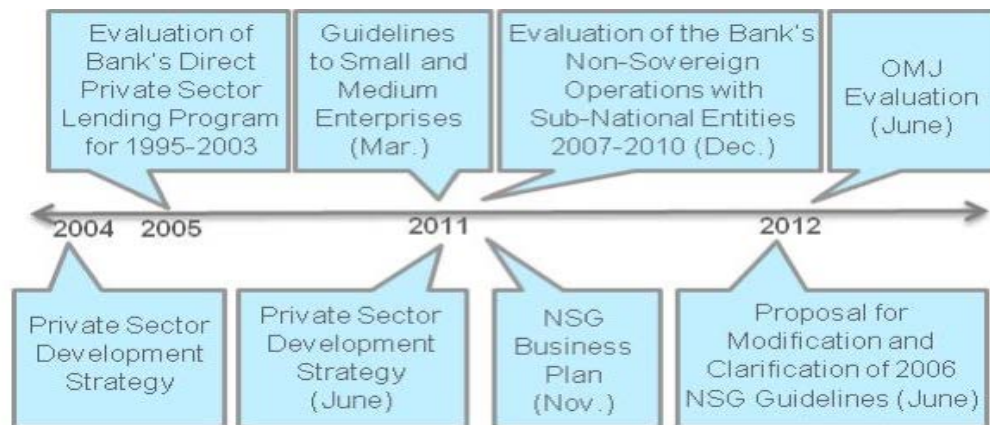 Evaluation of
Bank's Direct
Private Sector
Lending Program
for 1995-2003
Guidelines
to Small and
Medium
Enterprises
(Mar.)
Evaluation of the Bank's
Non-Sovereign
Operations with
Sub-National Entities
2007-2010 (Dec.)
OMJ
Evaluation
(June)
2004 2005 2011 2012
Private Sector
Development
Strategy
Private Sector
Development
Strategy
(June)
NSG
Business
Plan
(Nov.)
Proposal for
Modification and
Clarification of 2006
NSG Guidelines (June)